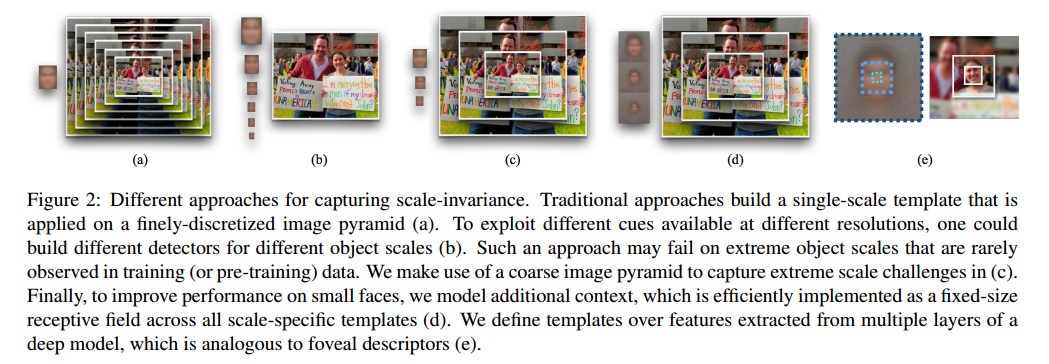 (a)
(b)
(c)
(d)
(e)
Figure 2: Different approaches for capturing scale-invariance. Traditional approaches build a single-scale template that is
applied on a finely-discretized image pyramid (a). To exploit different cues available at different resolutions, one could
build different detectors for different object scales (b). Such an approach may fail on extreme object scales that are rarely
observed in training (or pre-training) data. We make use of a coarse image pyramid to capture extreme scale challenges in (c).
Finally, to improve performance on small faces, we model additional context, which is efficiently implemented as a fixed-size
receptive field across all scale-specific templates (d). We define templates over features extracted from multiple layers of a
deep model, which is analogous to foveal descriptors (e).